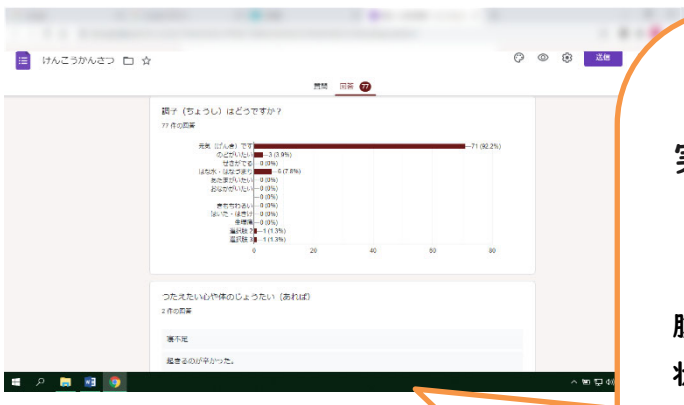 けんこうかんさつ
送信
質問 回答 77
調子（ちょうし）はどうですか？
77 件の回答
元気（げんき）です 71 (92.2%)
のどがいたい 3 (3.9%)
せきがでる 0 (0%)
はな水・はなづまり 6 (7.8%)
あたまがいたい 0 (0%)
おなかがいたい 0 (0%)
0 (0%)
きもちわるい 0 (0%)
はいた・はきけ 0 (0%)
0 (0%)
選択肢 2 1 (1.3%)
選択肢 3 1 (1.3%)
0 20 40 60 80
つたえたい心や体のじょうたい（あれば）
2 件の回答
寝不足
起きるのが辛かった。